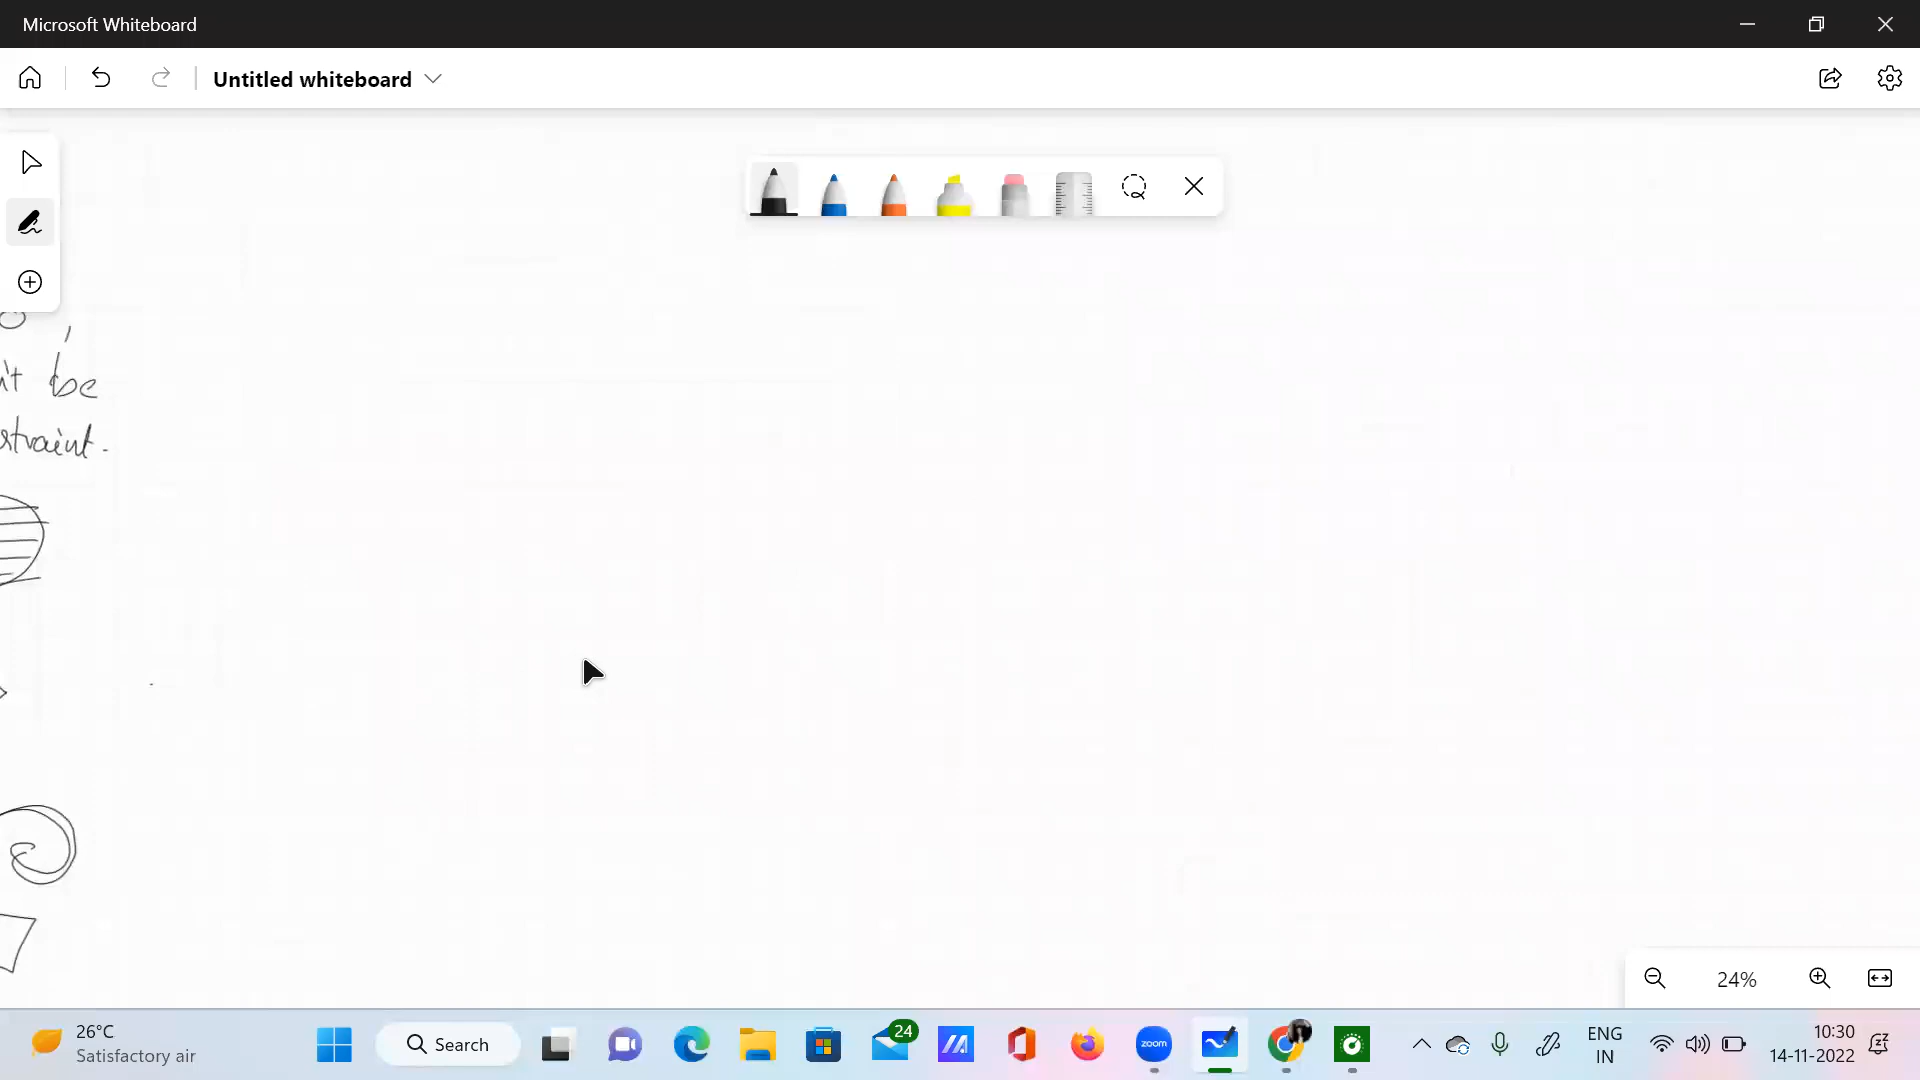 Microsoft Whiteboard
Untitled whiteboard
be
straint.
24%
26°C
Satisfactory air
Search
24
zoom
ENG
IN
10:30
14-11-2022